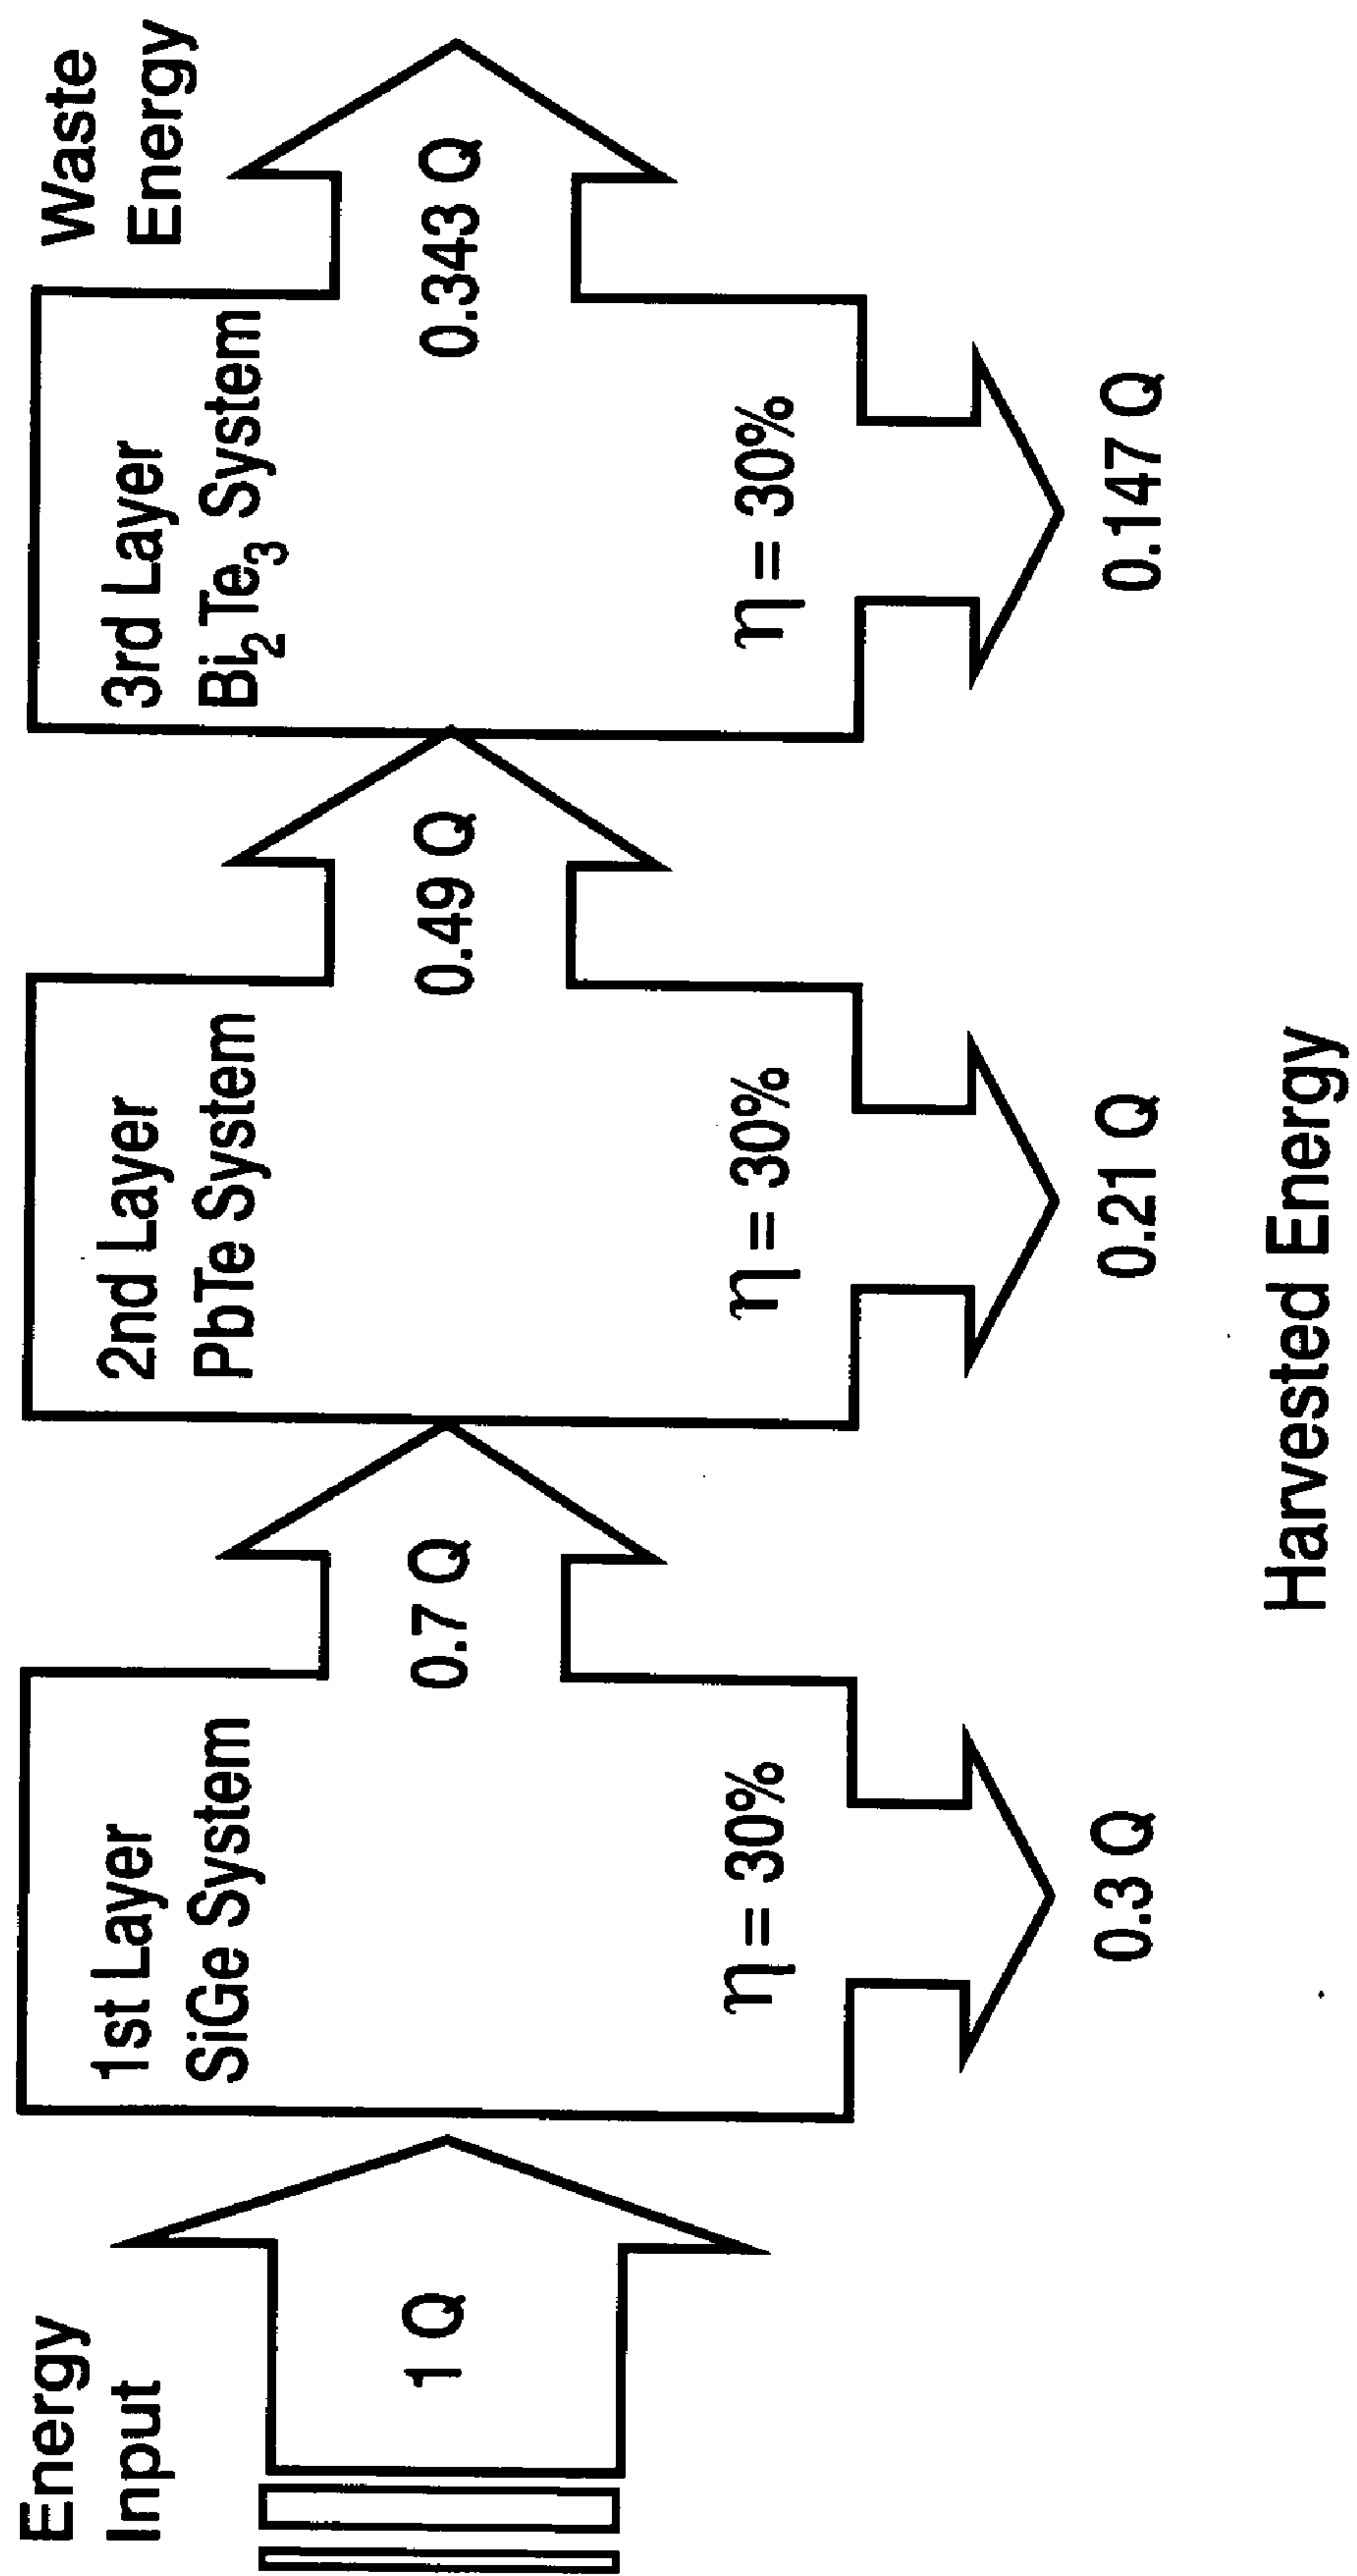 Energy
Input
1 Q
1st Layer
SiGe System
η = 30%
0.3 Q
0.7 Q
2nd Layer
PbTe System
η = 30%
0.21 Q
0.49 Q
3rd Layer
Bi₂Te₃ System
η = 30%
0.147 Q
0.343 Q
Waste
Energy
Harvested Energy